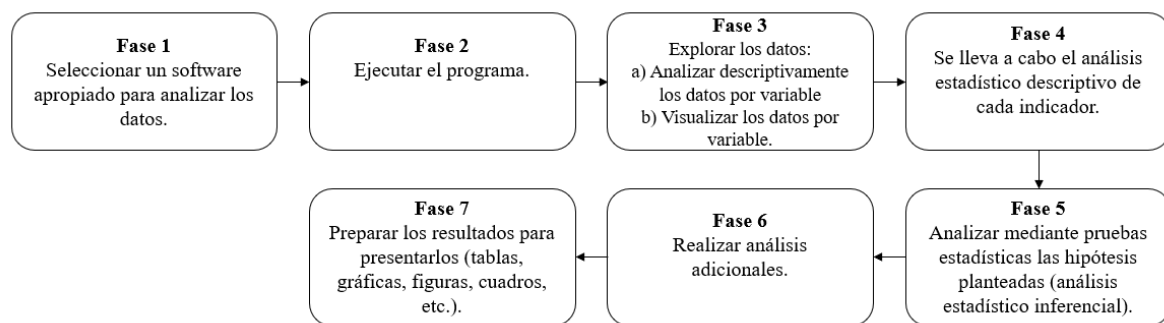 Fase 1
Seleccionar un software
apropiado para analizar los
datos.
Fase 2
Ejecutar el programa.
Fase 3
Explorar los datos:
a) Analizar descriptivamente
los datos por variable
b) Visualizar los datos por
variable.
Fase 4
Se lleva a cabo el análisis
estadístico descriptivo de
cada indicador.
Fase 5
Analizar mediante pruebas
estadísticas las hipótesis
planteadas (análisis
estadístico inferencial).
Fase 6
Realizar análisis
adicionales.
Fase 7
Preparar los resultados para
presentarlos (tablas,
gráficas, figuras, cuadros,
etc.).